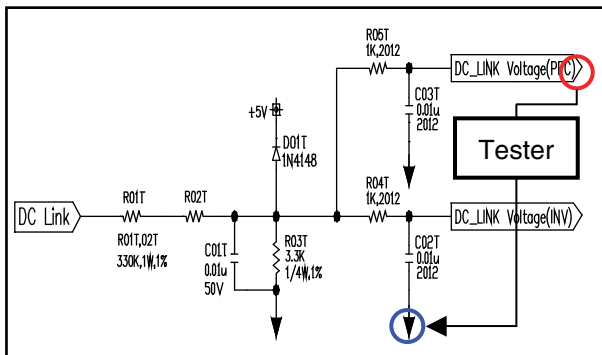 R05T
1K,2012
DC_LINK Voltage(PFC)
C03T
0.01u
2012
+5V
D01T
1N4148
Tester
R04T
1K,2012
DC Link
R01T
R02T
DC_LINK Voltage(INV)
R01T,02T
330K,1W,1%
C01T
0.01u
50V
R03T
3.3K
1/4W,1%
C02T
0.01u
2012